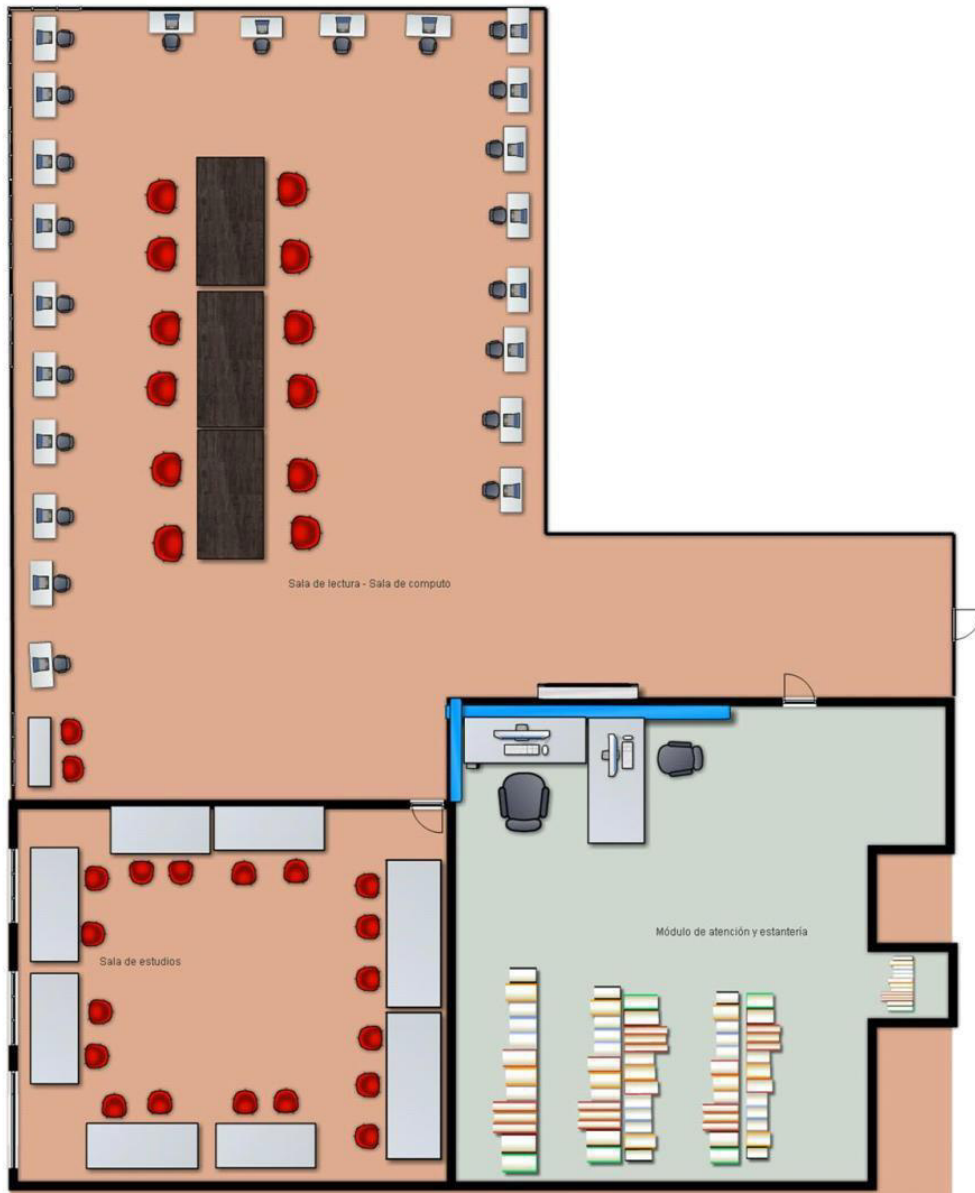 Sala de lectura - Sala de computo
Módulo de atención y estantería
Sala de estudios